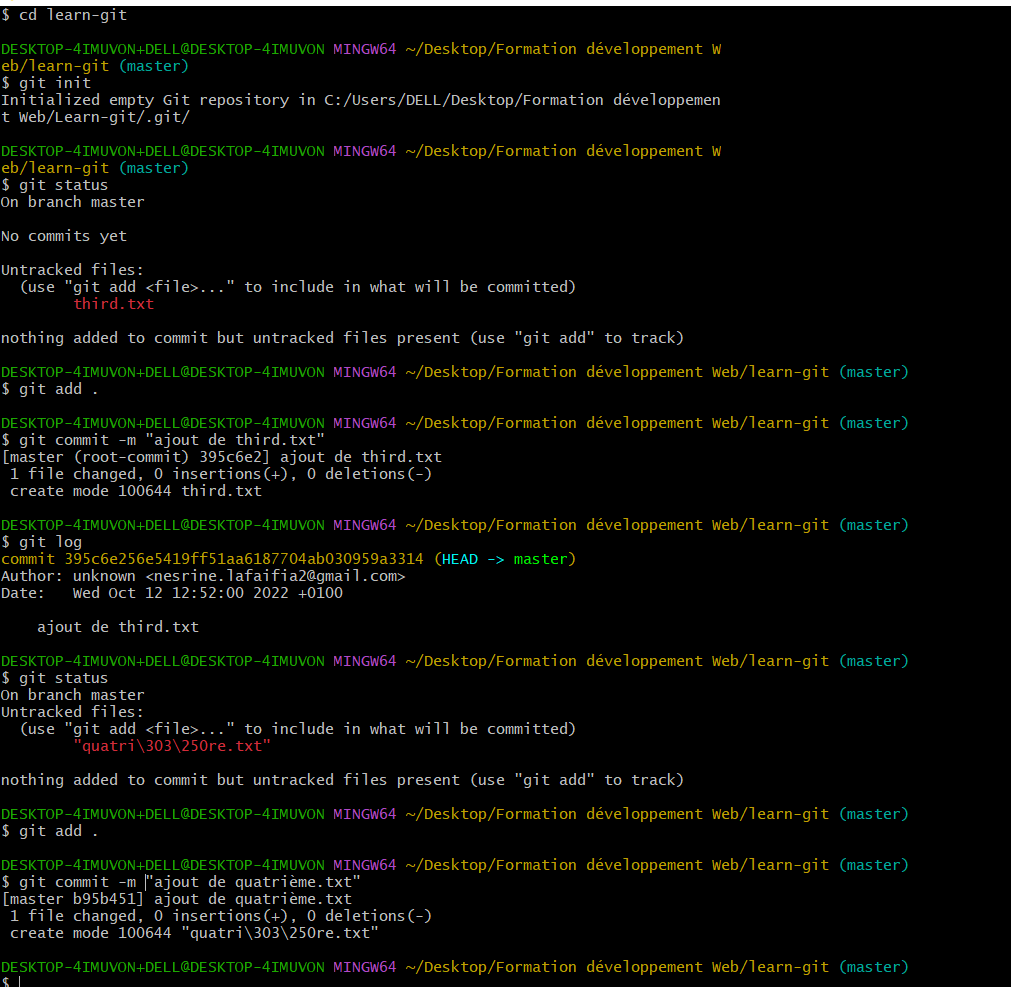 $ cd learn-git
DESKTOP-4IMUVON+DELL@DESKTOP-4IMUVON MINGW64 ~/Desktop/Formation développement W
eb/learn-git (master)
$ git init
Initialized empty Git repository in C:/Users/DELL/Desktop/Formation développemen
t Web/Learn-git/.git/
DESKTOP-4IMUVON+DELL@DESKTOP-4IMUVON MINGW64 ~/Desktop/Formation développement W
eb/learn-git (master)
$ git status
On branch master
No commits yet
Untracked files:
  (use "git add <file>..." to include in what will be committed)
        third.txt
nothing added to commit but untracked files present (use "git add" to track)
DESKTOP-4IMUVON+DELL@DESKTOP-4IMUVON MINGW64 ~/Desktop/Formation développement Web/learn-git (master)
$ git add .
DESKTOP-4IMUVON+DELL@DESKTOP-4IMUVON MINGW64 ~/Desktop/Formation développement Web/learn-git (master)
$ git commit -m "ajout de third.txt"
[master (root-commit) 395c6e2] ajout de third.txt
 1 file changed, 0 insertions(+), 0 deletions(-)
 create mode 100644 third.txt
DESKTOP-4IMUVON+DELL@DESKTOP-4IMUVON MINGW64 ~/Desktop/Formation développement Web/learn-git (master)
$ git log
commit 395c6e256e5419ff51aa6187704ab030959a3314 (HEAD -> master)
Author: unknown <nesrine.lafaifia2@gmail.com>
Date:   Wed Oct 12 12:52:00 2022 +0100
    ajout de third.txt
DESKTOP-4IMUVON+DELL@DESKTOP-4IMUVON MINGW64 ~/Desktop/Formation développement Web/learn-git (master)
$ git status
On branch master
Untracked files:
  (use "git add <file>..." to include in what will be committed)
        "quatri\303\250re.txt"
nothing added to commit but untracked files present (use "git add" to track)
DESKTOP-4IMUVON+DELL@DESKTOP-4IMUVON MINGW64 ~/Desktop/Formation développement Web/learn-git (master)
$ git add .
DESKTOP-4IMUVON+DELL@DESKTOP-4IMUVON MINGW64 ~/Desktop/Formation développement Web/learn-git (master)
$ git commit -m "ajout de quatrième.txt"
[master b95b451] ajout de quatrième.txt
 1 file changed, 0 insertions(+), 0 deletions(-)
 create mode 100644 "quatri\303\250re.txt"
DESKTOP-4IMUVON+DELL@DESKTOP-4IMUVON MINGW64 ~/Desktop/Formation développement Web/learn-git (master)
$